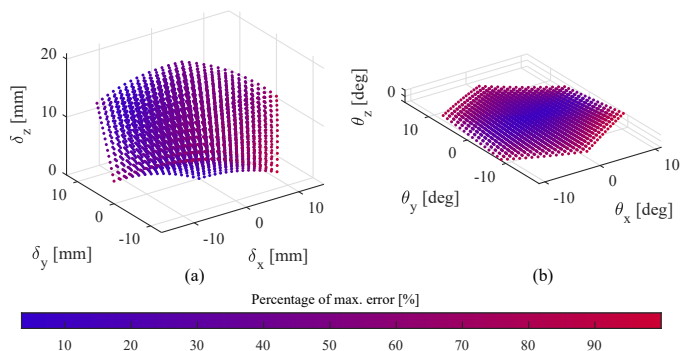 20
10
0
δz [mm]
10
0
-10
δy [mm]
-10
0
10
δx [mm]
(a)
0
θz [deg]
10
0
-10
θy [deg]
-10
0
10
θx [deg]
(b)
Percentage of max. error [%]
10 20 30 40 50 60 70 80 90